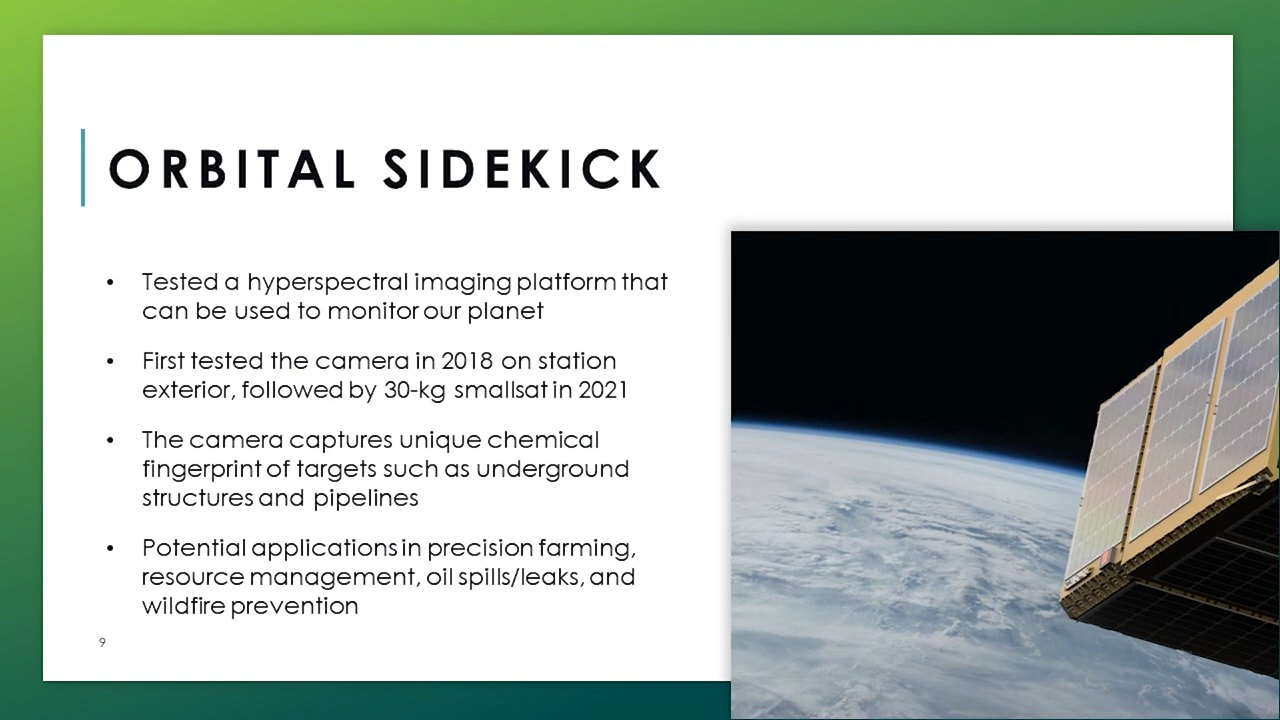 ORBITAL SIDEKICK
• Tested a hyperspectral imaging platform that
can be used to monitor our planet
• First tested the camera in 2018 on station
exterior, followed by 30-kg smallsat in 2021
• The camera captures unique chemical
fingerprint of targets such as underground
structures and pipelines
• Potential applications in precision farming,
resource management, oil spills/leaks, and
wildfire prevention
9